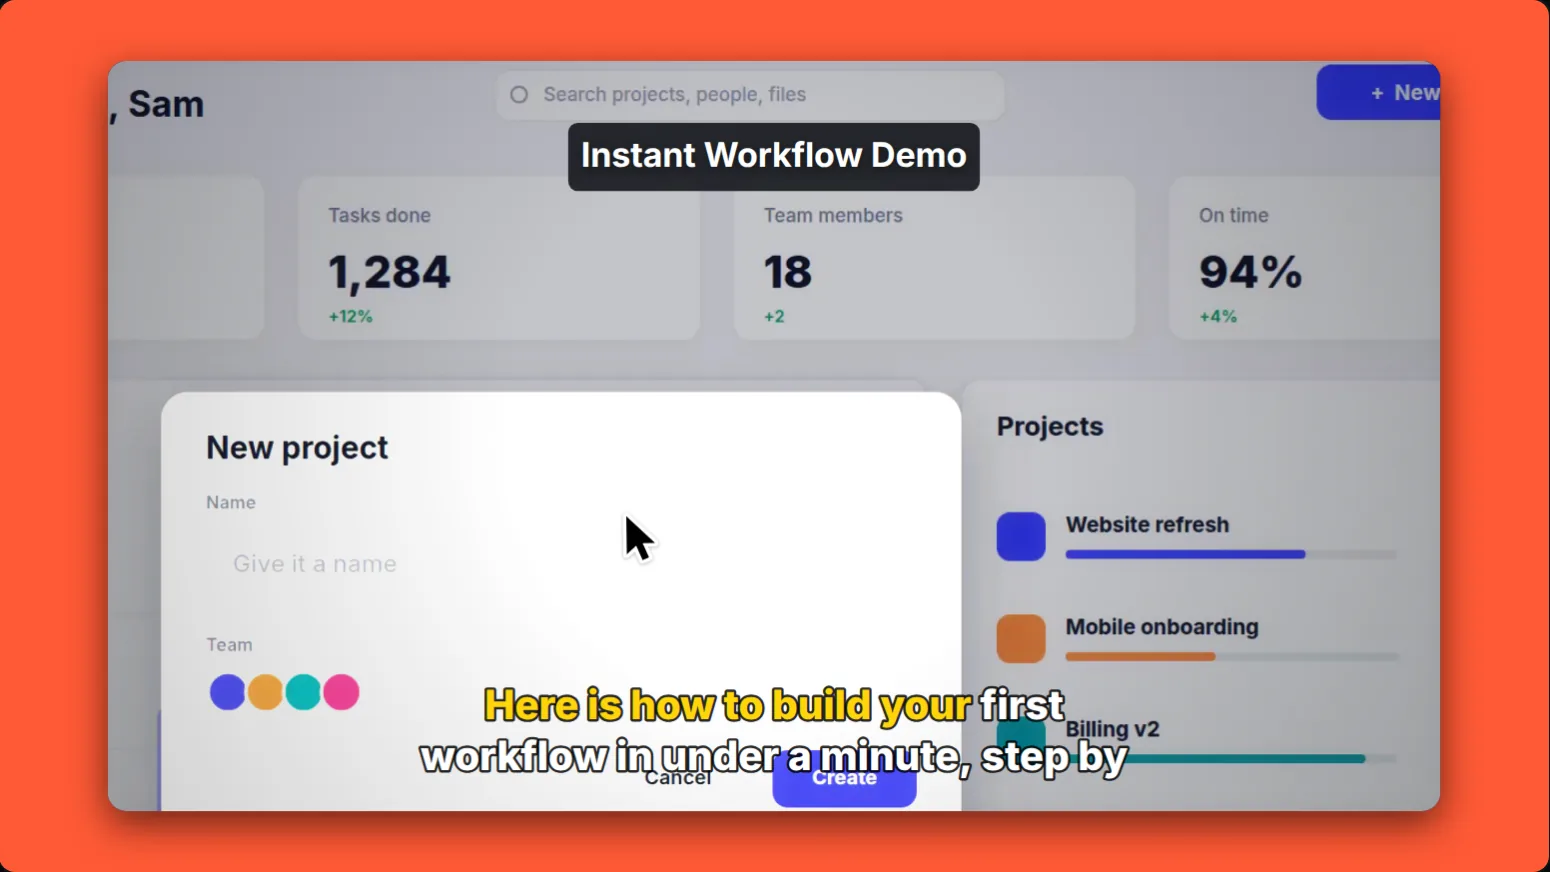 , Sam
Search projects, people, files
+ New
Instant Workflow Demo
Tasks done
1,284
+12%
Team members
18
+2
On time
94%
+4%
New project
Name
Give it a name
Team
Cancel
Create
Projects
Website refresh
Mobile onboarding
Billing v2
Here is how to build your first
workflow in under a minute, step by